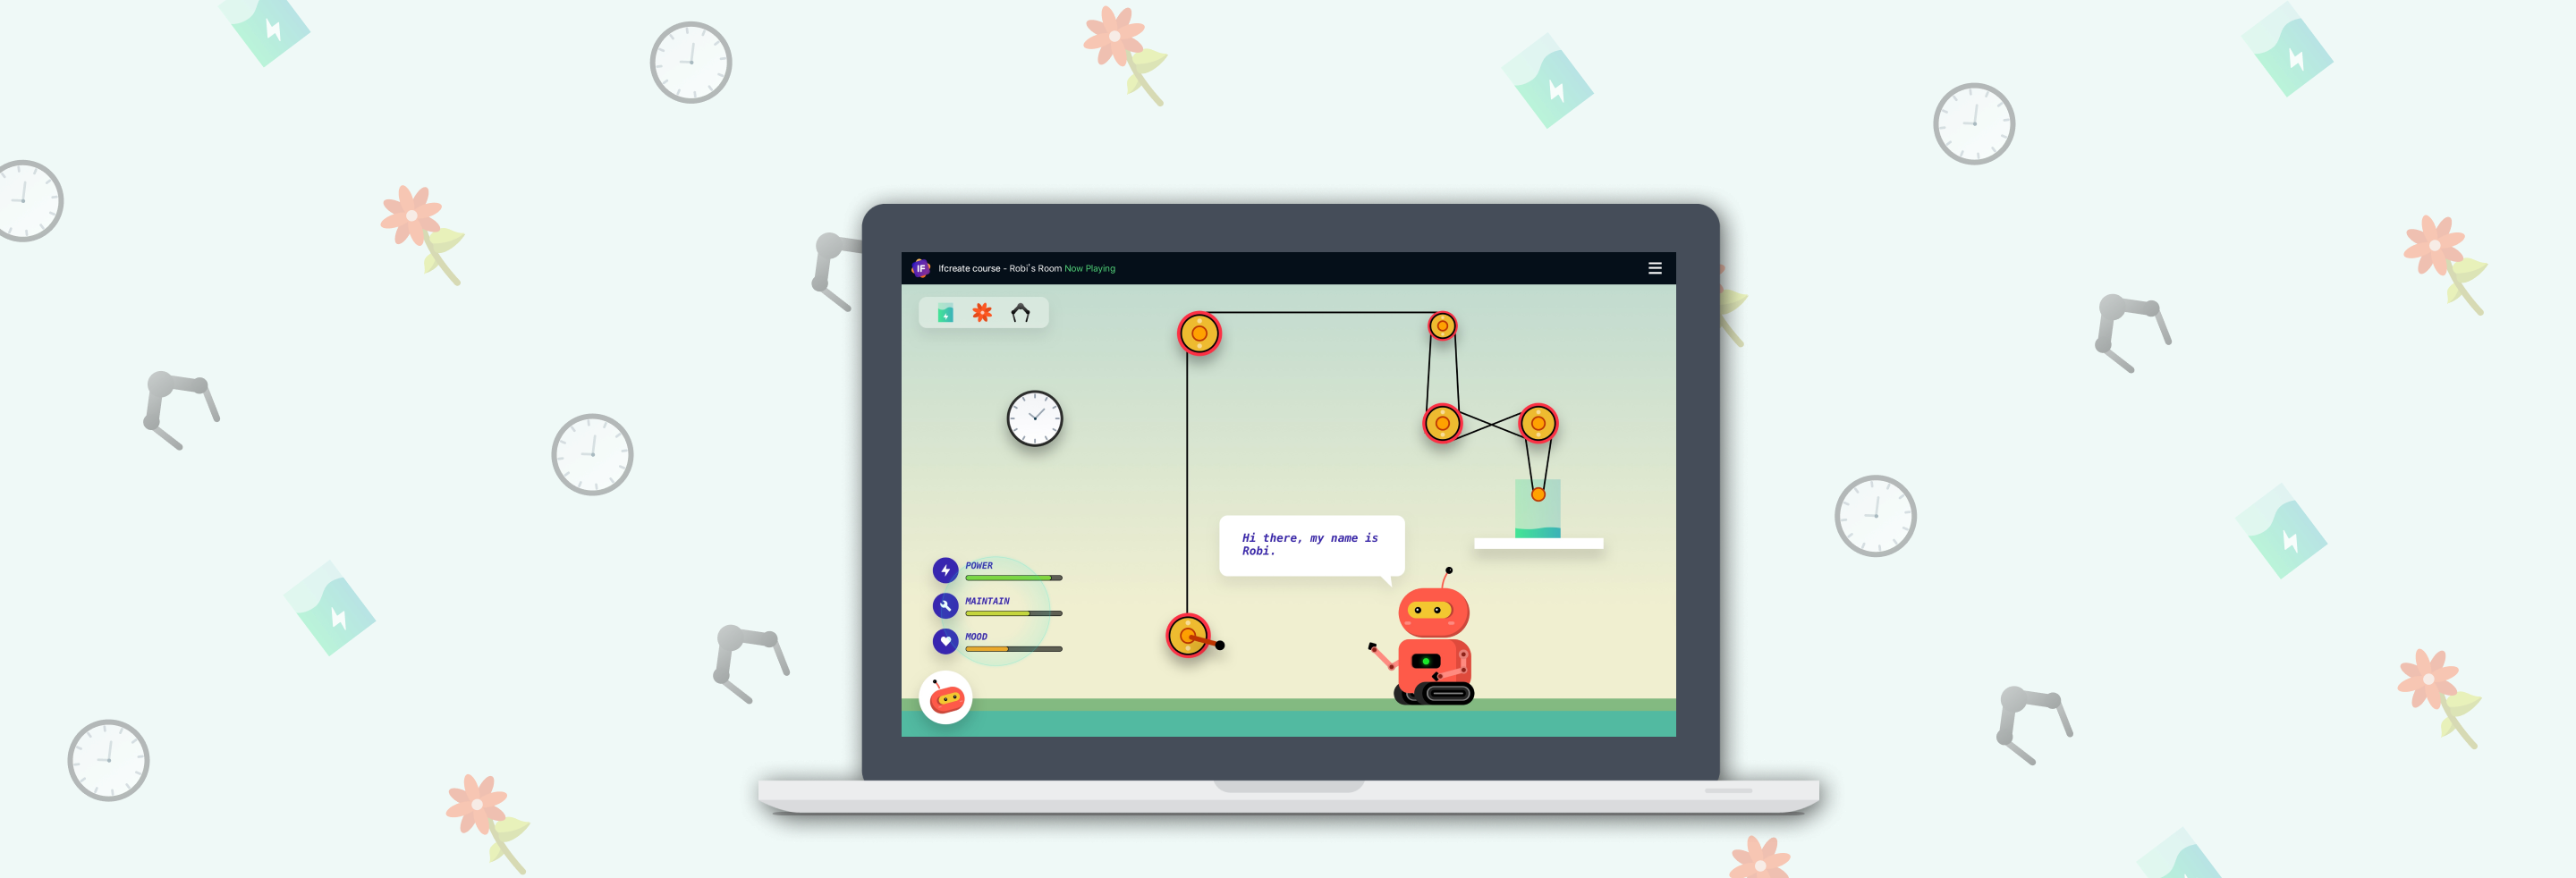 IF
Ifcreate course - Robi's Room Now Playing
Hi there, my name is
Robi.
POWER
MAINTAIN
MOOD